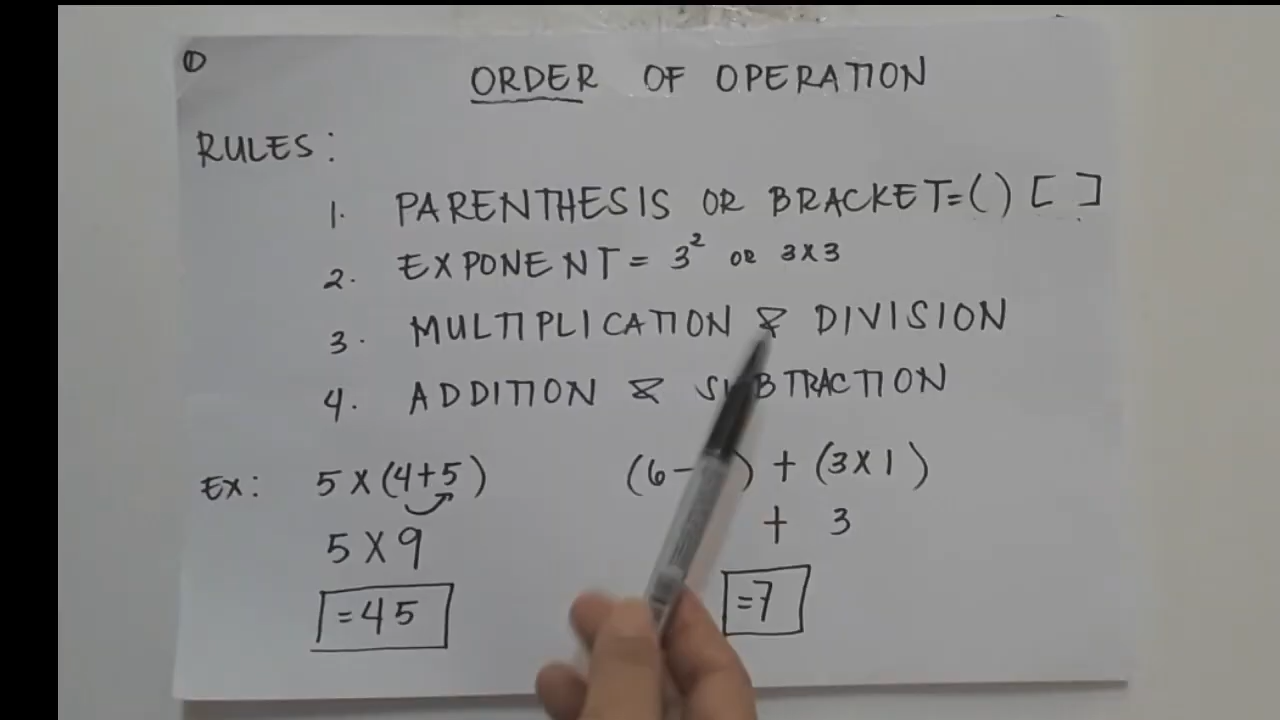 ①
ORDER OF OPERATION
RULES:
1. PARENTHESIS OR BRACKET=( ) [ ]
2. EXPONENT = 3² OR 3x3
3. MULTIPLICATION & DIVISION
4. ADDITION & SUBTRACTION
EX: 5 x (4+5) (6- ) + (3x1)
5 x 9 + 3
=45 =7